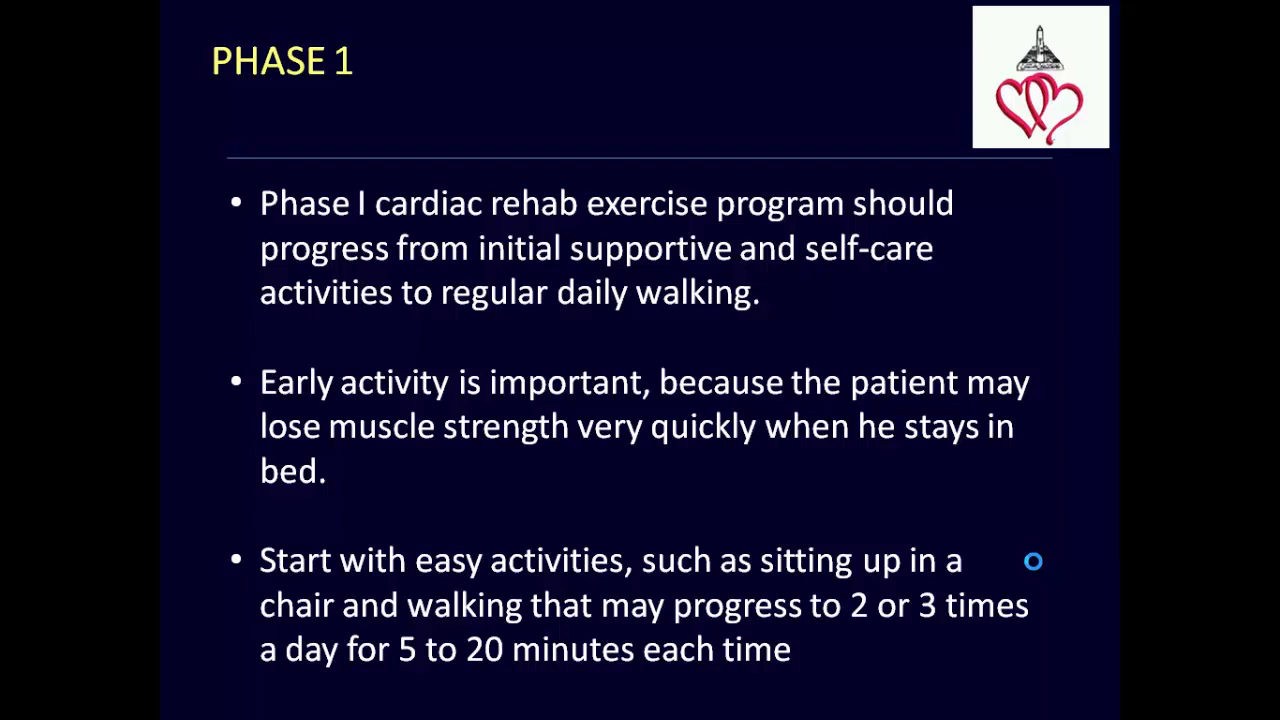 PHASE 1
• Phase I cardiac rehab exercise program should
progress from initial supportive and self-care
activities to regular daily walking.
• Early activity is important, because the patient may
lose muscle strength very quickly when he stays in
bed.
• Start with easy activities, such as sitting up in a
chair and walking that may progress to 2 or 3 times
a day for 5 to 20 minutes each time